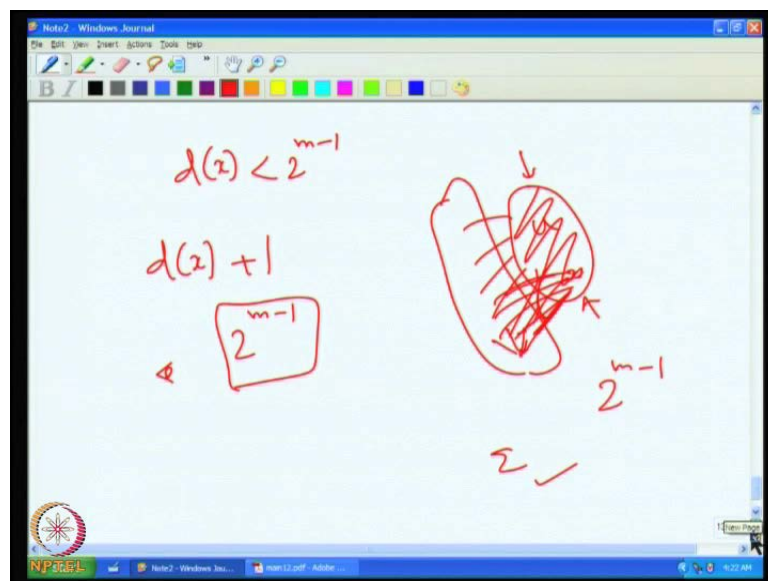 Note2 - Windows Journal
File Edit View Insert Actions Tools Help
B I
d(x) < 2^{m-1}
d(x) + 1
2^{m-1}
2^{m-1}
Σ ✓
New Page
NPTEL
Note2 - Windows Jou...
main12.pdf - Adobe ...
4:22 AM